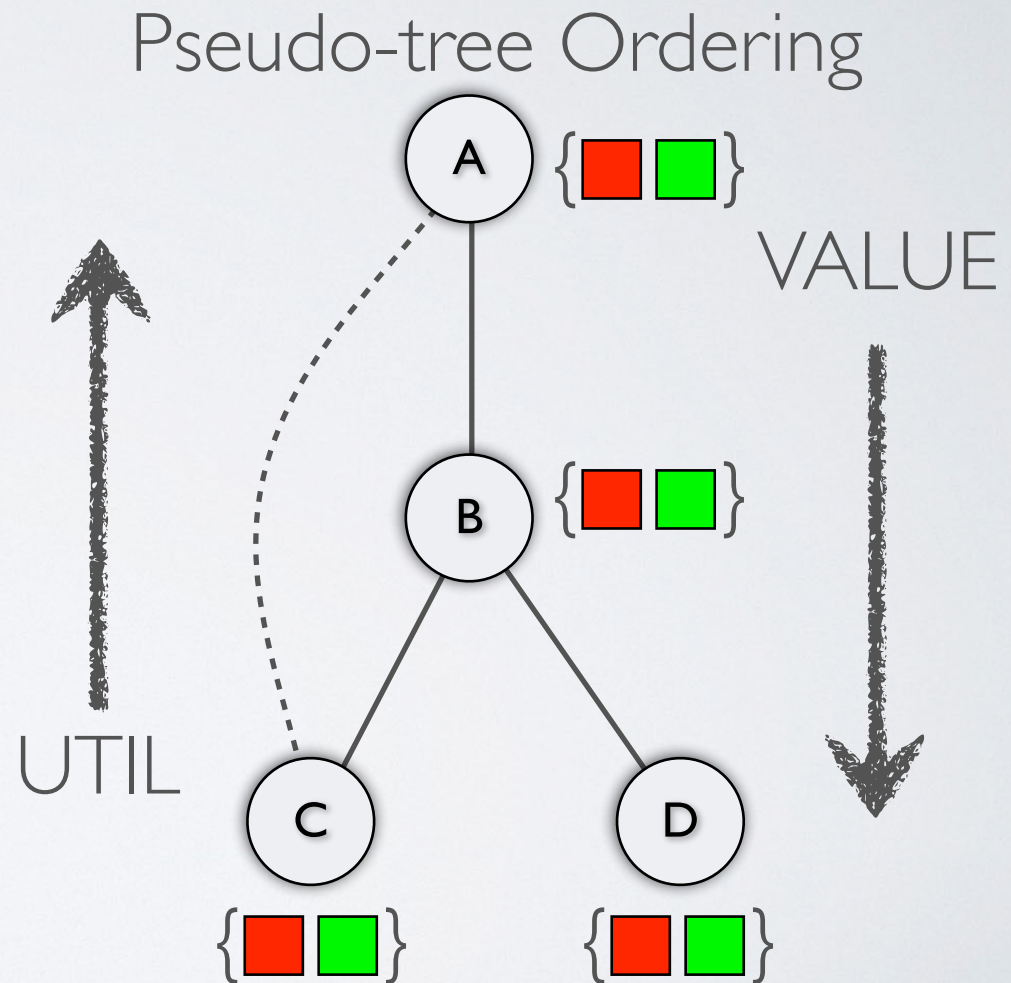 Pseudo-tree Ordering
A
{ }
VALUE
B
{ }
UTIL
C
D
{ }
{ }